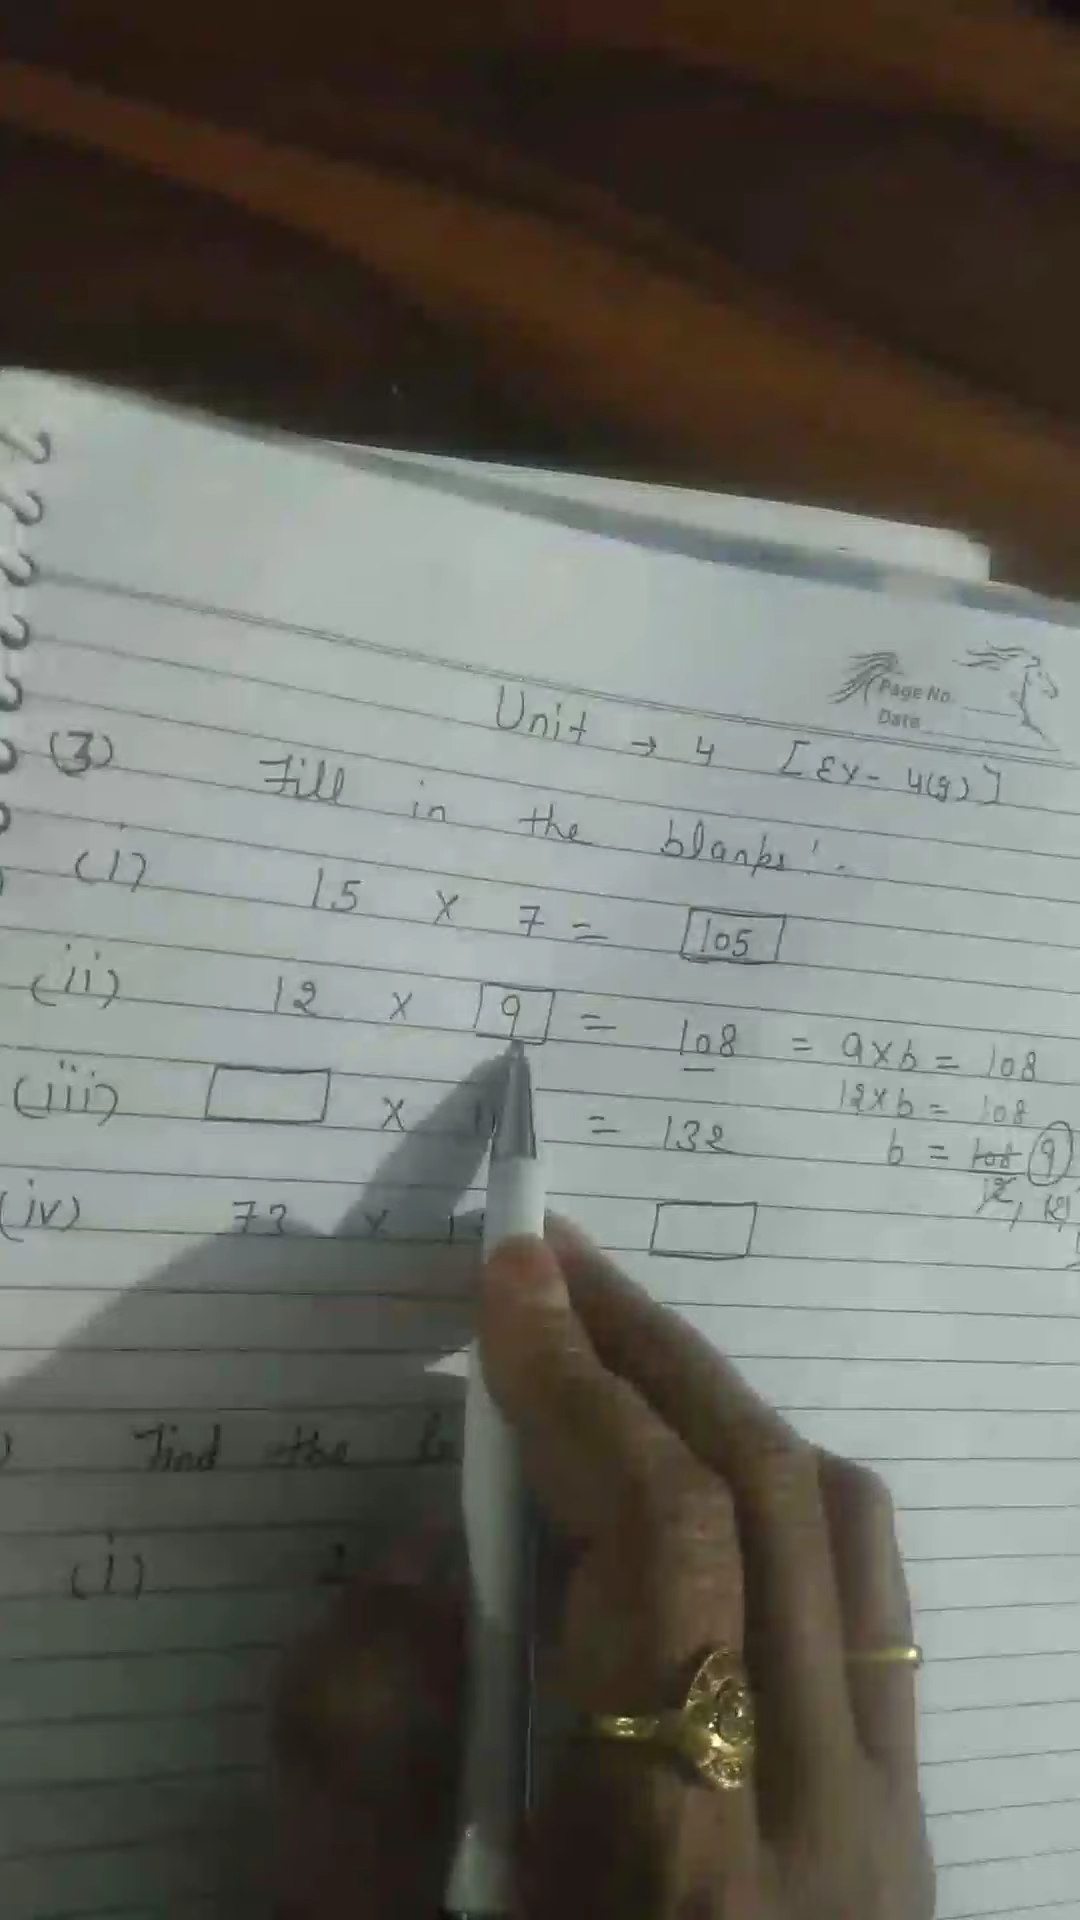 Page No.
Date
Unit → 4 [Ex - 4(g)]
(3) Fill in the blanks:-
(i) 15 × 7 = 105
(ii) 12 × 9 = 108 = a×b = 108
12×b = 108
(iii) × = 132 b = 108/12 9
(iv) 73 ×
Find the
(i) 2